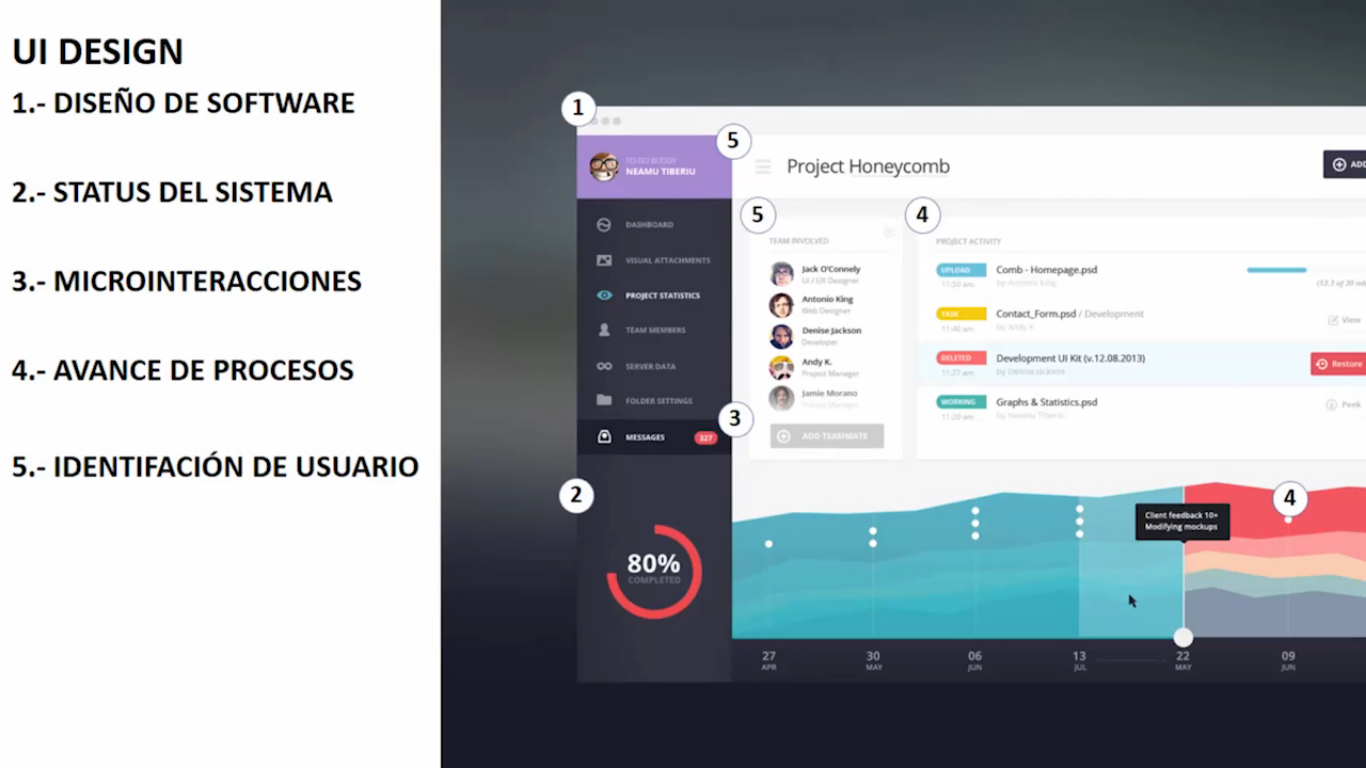 UI DESIGN
1.- DISEÑO DE SOFTWARE
2.- STATUS DEL SISTEMA
3.- MICROINTERACCIONES
4.- AVANCE DE PROCESOS
5.- IDENTIFACIÓN DE USUARIO
1
5
TO-GO BUDDY
NEAMU TIBERIU
Project Honeycomb
ADD
DASHBOARD
VISUAL ATTACHMENTS
PROJECT STATISTICS
TEAM MEMBERS
SERVER DATA
FOLDER SETTINGS
3
MESSAGES 327
2
80%
COMPLETED
5
TEAM INVOLVED
Jack O'Connely
UI / UX Designer
Antonio King
Web Designer
Denise Jackson
Developer
Andy K.
Project Manager
Jamie Morano
Private Manager
ADD TEAMMATE
4
PROJECT ACTIVITY
UPLOAD Comb - Homepage.psd
11:50 am by Antonio King (12.3 of 30 mb
TASK Contact_Form.psd / Development
11:40 am by Andy K. View
DELETED Development UI Kit (v.12.08.2013)
11:27 am by Denise Jackson Restore
WORKING Graphs & Statistics.psd
11:20 am by Neamu Tiberiu Peek
4
Client feedback 10+
Modifying mockups
27 30 06 13 22 09
APR MAY JUN JUL MAY JUN